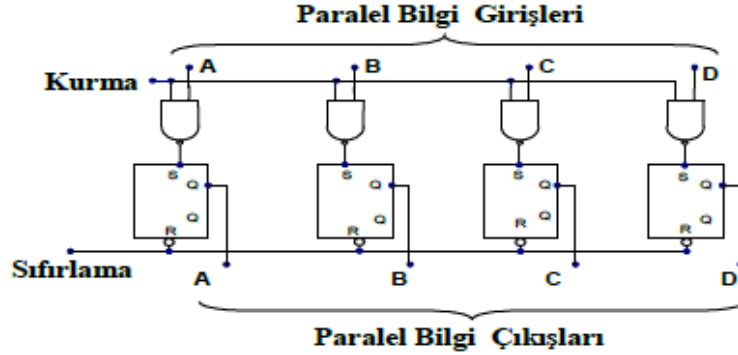 Paralel Bilgi Girişleri
A B C D
Kurma
S S S S
Q Q Q Q
Q Q Q Q
R R R R
Sıfırlama
A B C D
Paralel Bilgi Çıkışları